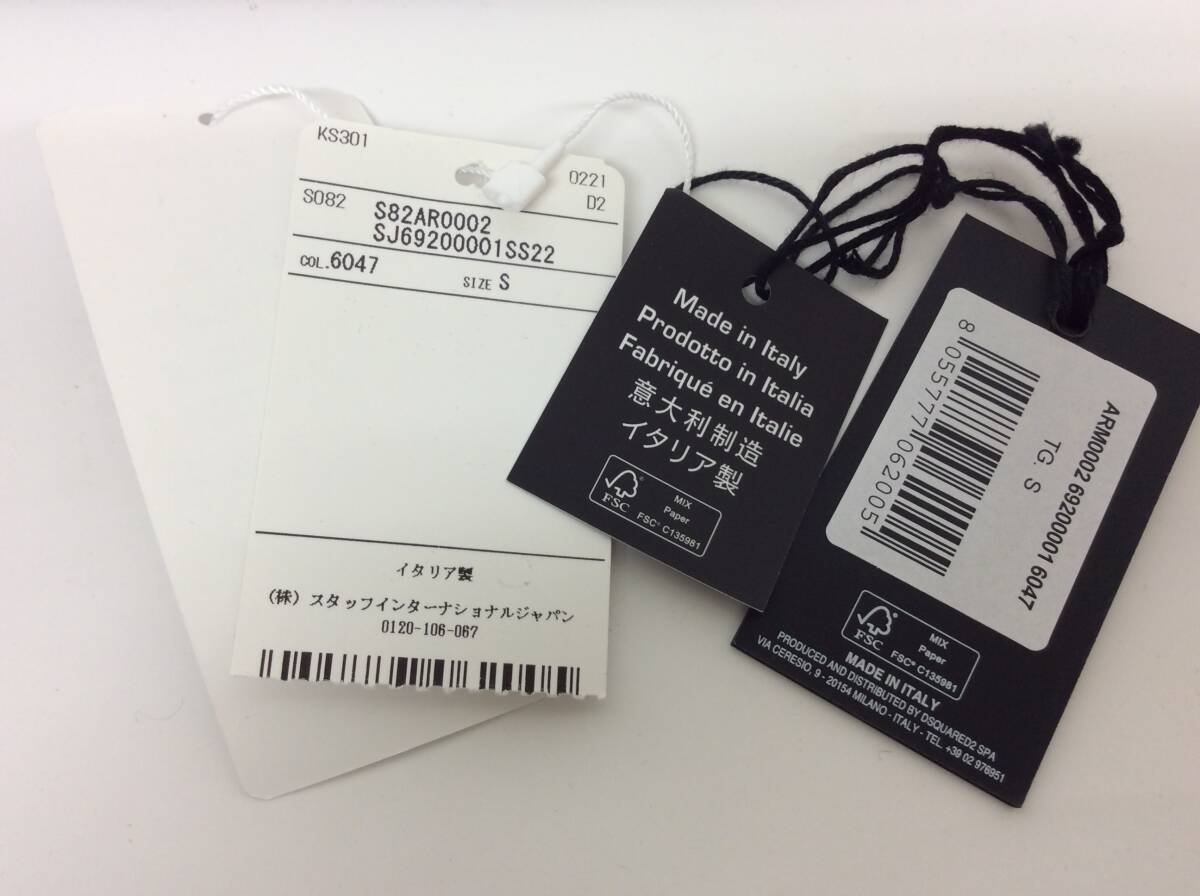 KS301
0221
S082
D2
S82AR0002
SJ69200001SS22
COL.6047
SIZE S
イタリア製
(株) スタッフインターナショナルジャパン
0120-106-067
Made in Italy
Prodotto in Italia
Fabriqué en Italie
意大利制造
イタリア製
FSC
MIX
Paper
FSC® C135981
ARM0002 69200001 6047
TG. S
8 055777 062005
FSC
MIX
Paper
FSC® C135981
MADE IN ITALY
PRODUCED AND DISTRIBUTED BY DSQUARED2 SPA
VIA CERESIO, 9 - 20154 MILANO - ITALY - TEL. +39 02 976951